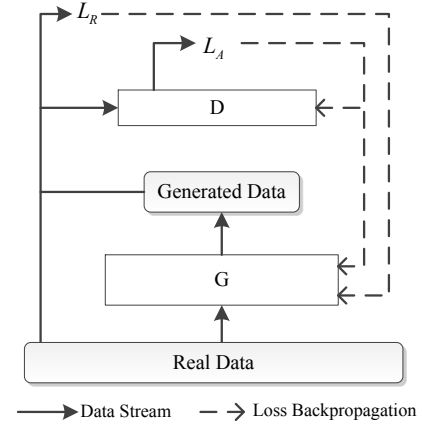 L_R
L_A
D
Generated Data
G
Real Data
Data Stream Loss Backpropagation